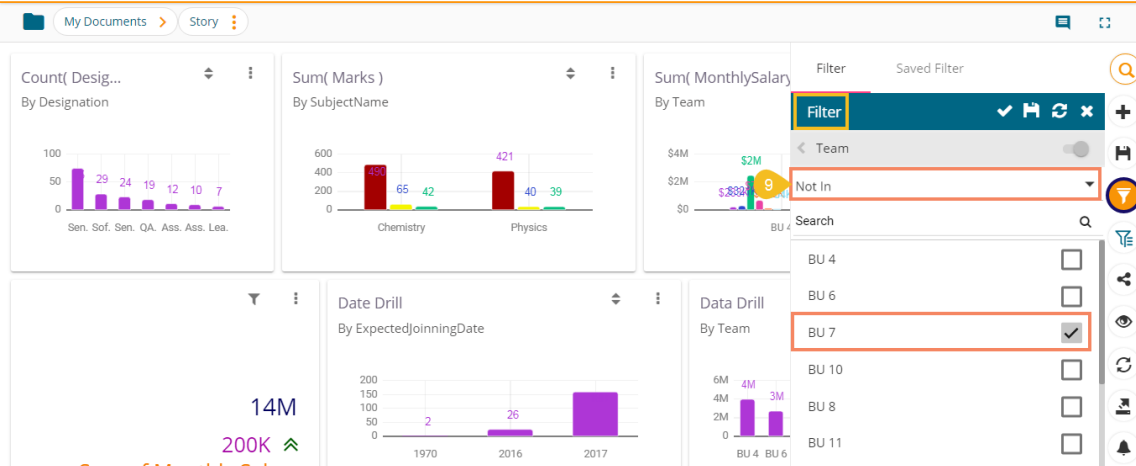 My Documents
Story
Count( Desig...
By Designation
100
50
0
29
24
19
12
10
7
Sen. Sof. Sen. QA. Ass. Ass. Lea.
Sum( Marks )
By SubjectName
600
400
200
0
490
65
42
421
40
39
Chemistry
Physics
Sum( MonthlySalary
By Team
$4M
$2M
$0
$2M
BU 4
Filter
Saved Filter
Filter
Team
9
Not In
Search
BU 4
BU 6
BU 7
BU 10
BU 8
BU 11
14M
200K
Date Drill
By ExpectedJoinningDate
200
150
100
50
0
2
26
1970
2016
2017
Data Drill
By Team
6M
4M
2M
0
4M
3M
BU 4 BU 6